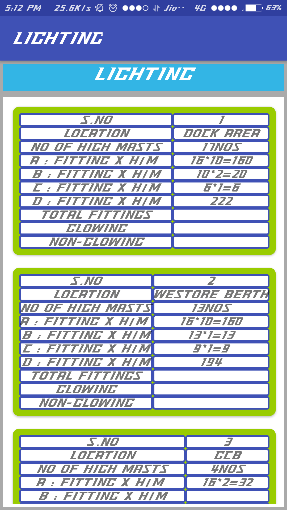 5:12 PM 25.6K/s Jio 4G 63%
LIGHTING
LIGHTING
S.NO 1
LOCATION DOCK AREA
NO OF HIGH MASTS 17NOS
A : FITTING X H/M 16*10=160
B : FITTING X H/M 10*2=20
C : FITTING X H/M 6*1=6
D : FITTING X H/M 222
TOTAL FITTINGS
GLOWING
NON-GLOWING
S.NO 2
LOCATION WESTORE BERTH
NO OF HIGH MASTS 13NOS
A : FITTING X H/M 16*10=160
B : FITTING X H/M 13*1=13
C : FITTING X H/M 9*1=9
D : FITTING X H/M 194
TOTAL FITTINGS
GLOWING
NON-GLOWING
S.NO 3
LOCATION
NO OF HIGH MASTS 4NOS
A : FITTING X H/M 16*2=32
B : FITTING X H/M